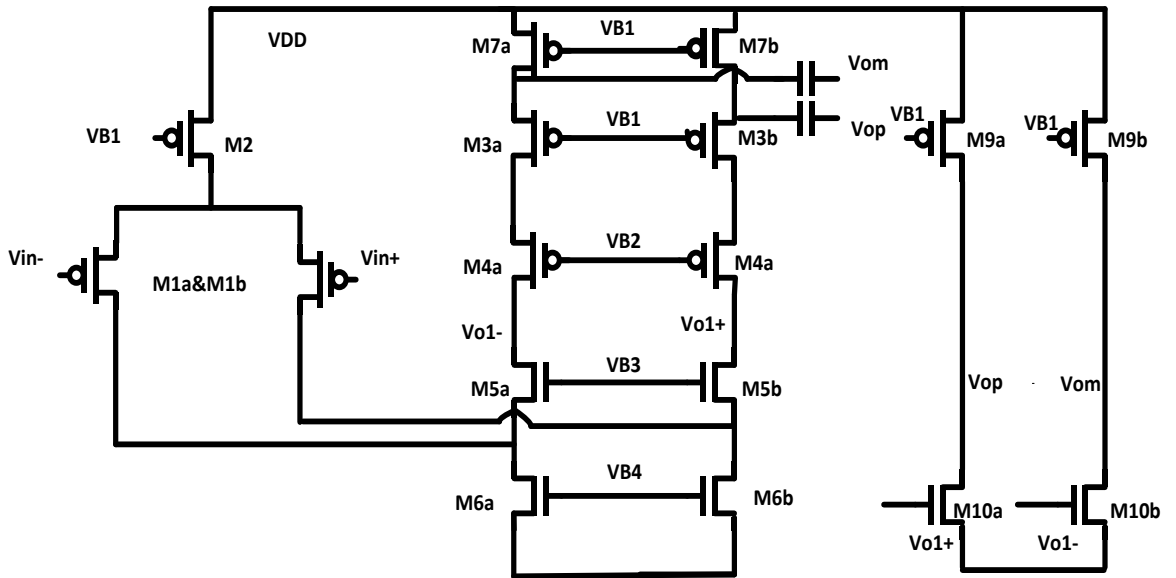 VDD
M7a
VB1
M7b
Vom
Vop
VB1
M2
M3a
VB1
M3b
VB1
M9a
VB1
M9b
Vin-
M1a&M1b
Vin+
M4a
VB2
M4a
Vo1-
Vo1+
M5a
VB3
M5b
Vop
Vom
M6a
VB4
M6b
M10a
M10b
Vo1+
Vo1-